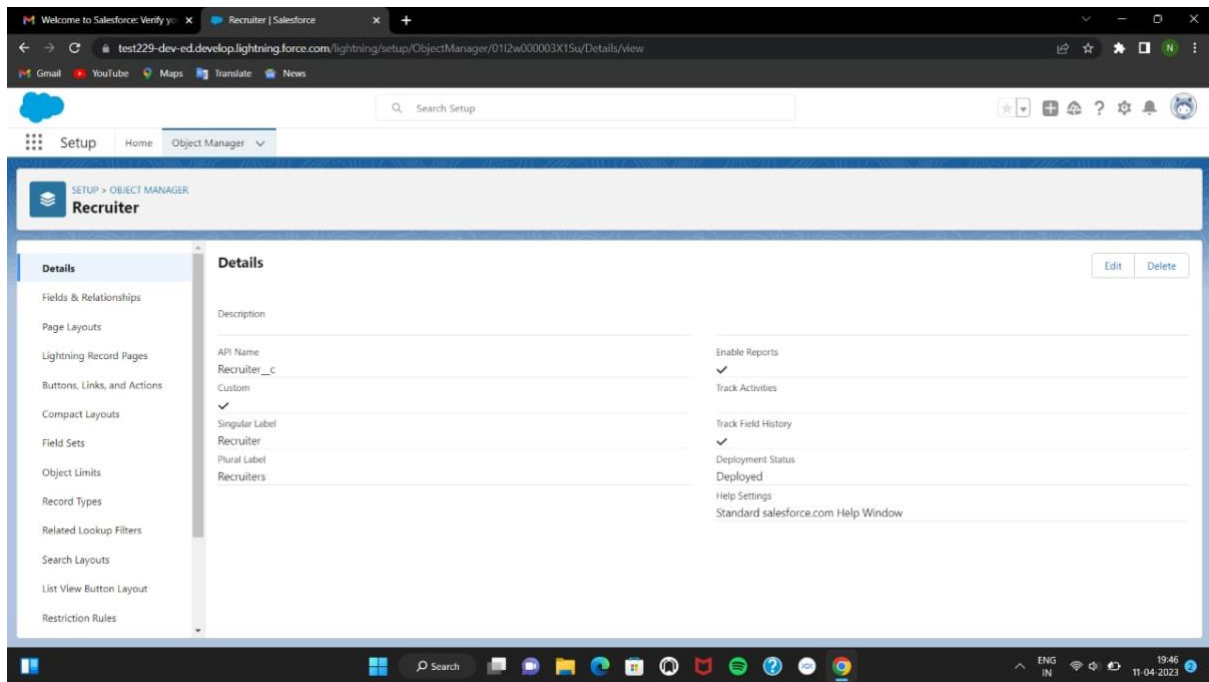 Welcome to Salesforce: Verify yo
Recruiter | Salesforce
test229-dev-ed.develop.lightning.force.com/lightning/setup/ObjectManager/01I2w000003X1Su/Details/view
N
Gmail YouTube Maps Translate News
Search Setup
Setup Home Object Manager
SETUP > OBJECT MANAGER
Recruiter
Details
Fields & Relationships
Page Layouts
Lightning Record Pages
Buttons, Links, and Actions
Compact Layouts
Field Sets
Object Limits
Record Types
Related Lookup Filters
Search Layouts
List View Button Layout
Restriction Rules
Details
Edit Delete
Description
API Name
Recruiter__c
Custom
Singular Label
Recruiter
Plural Label
Recruiters
Enable Reports
Track Activities
Track Field History
Deployment Status
Deployed
Help Settings
Standard salesforce.com Help Window
Search
ENG
IN
19:46
11-04-2023
2